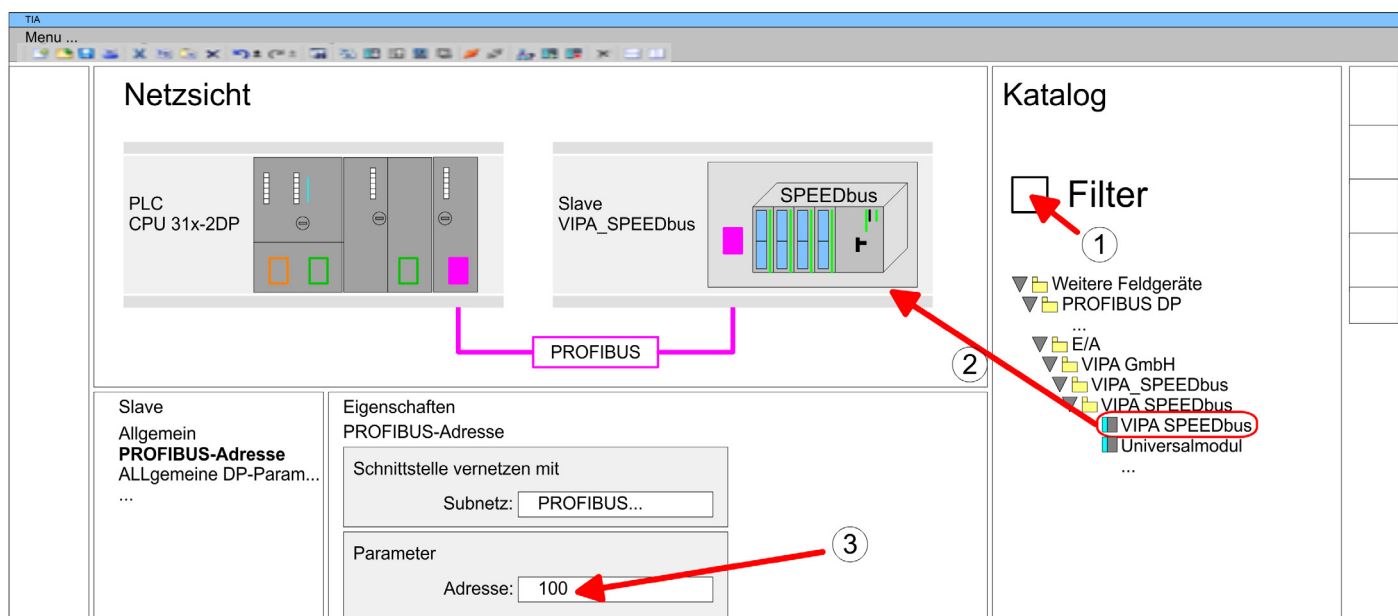 TIA
Menu ...
Netzsicht
PLC
CPU 31x-2DP
Slave
VIPA_SPEEDbus
SPEEDbus
PROFIBUS
Katalog
Filter
1
Weitere Feldgeräte
PROFIBUS DP
...
E/A
VIPA GmbH
VIPA_SPEEDbus
VIPA SPEEDbus
VIPA SPEEDbus
Universalmodul
...
2
Slave
Allgemein
PROFIBUS-Adresse
ALLgemeine DP-Param...
...
Eigenschaften
PROFIBUS-Adresse
Schnittstelle vernetzen mit
Subnetz: PROFIBUS...
Parameter
Adresse: 100
3